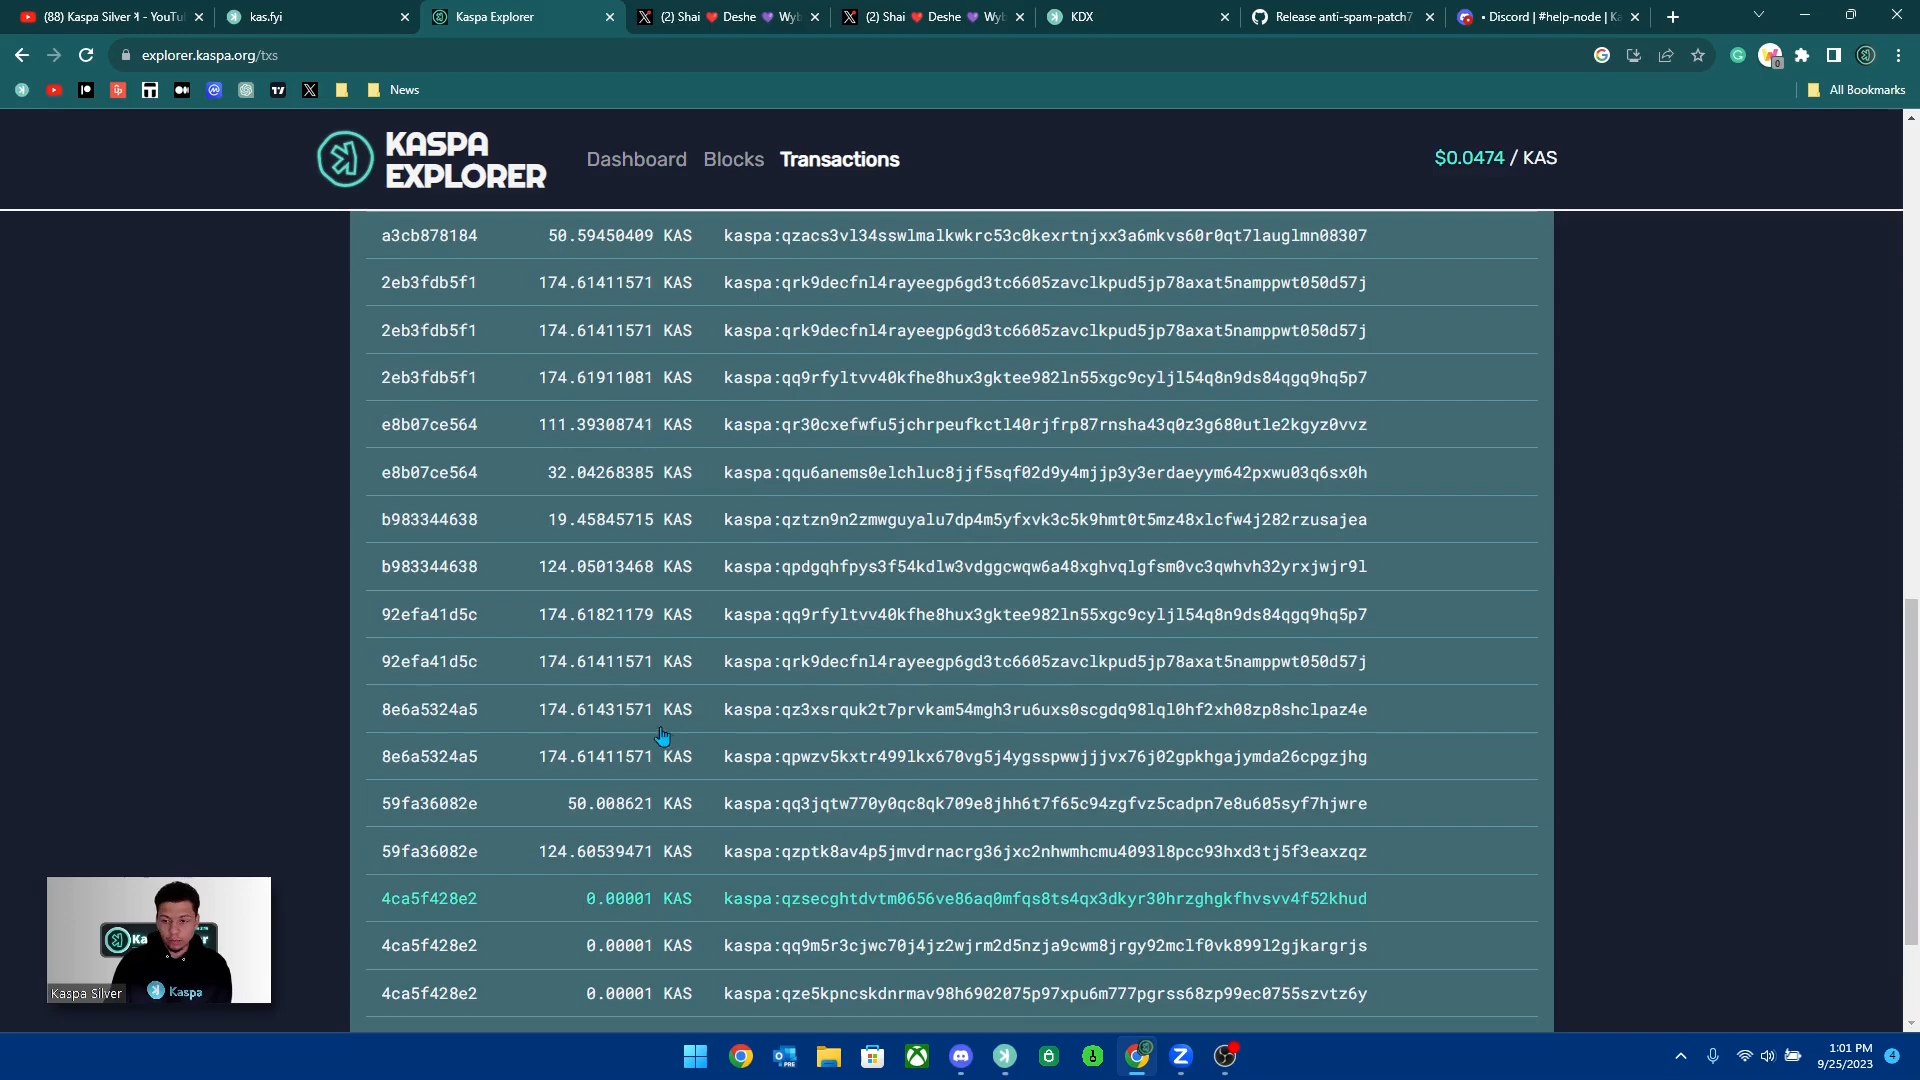 (88) Kaspa Silver - YouTu
kas.fyi
Kaspa Explorer
(2) Shai ❤️ Deshe 💜 Wyb
(2) Shai ❤️ Deshe 💜 Wyb
KDX
Release anti-spam-patch7
• Discord | #help-node | Ka
explorer.kaspa.org/txs
News
All Bookmarks
KASPA
EXPLORER
Dashboard Blocks Transactions
$0.0474 / KAS
a3cb878184 50.59450409 KAS kaspa:qzacs3vl34sswlmalkwkrc53c0kexrtnjxx3a6mkvs60r0qt7lauglmn08307
2eb3fdb5f1 174.61411571 KAS kaspa:qrk9decfnl4rayeegp6gd3tc6605zavclkpud5jp78axat5namppwt050d57j
2eb3fdb5f1 174.61411571 KAS kaspa:qrk9decfnl4rayeegp6gd3tc6605zavclkpud5jp78axat5namppwt050d57j
2eb3fdb5f1 174.61911081 KAS kaspa:qq9rfyltvv40kfhe8hux3gktee982ln55xgc9cyljl54q8n9ds84qgq9hq5p7
e8b07ce564 111.39308741 KAS kaspa:qr30cxefwfu5jchrpeufkctl40rjfrp87rnsha43q0z3g680utle2kgyz0vvz
e8b07ce564 32.04268385 KAS kaspa:qqu6anems0elchluc8jjf5sqf02d9y4mjjp3y3erdaeyym642pxwu03q6sx0h
b983344638 19.45845715 KAS kaspa:qztzn9n2zmwguyalu7dp4m5yfxvk3c5k9hmt0t5mz48xlcfw4j282rzusajea
b983344638 124.05013468 KAS kaspa:qpdgqhfpys3f54kdlw3vdggcwqw6a48xghvqlgfsm0vc3qwhvh32yrxjwjr9l
92efa41d5c 174.61821179 KAS kaspa:qq9rfyltvv40kfhe8hux3gktee982ln55xgc9cyljl54q8n9ds84qgq9hq5p7
92efa41d5c 174.61411571 KAS kaspa:qrk9decfnl4rayeegp6gd3tc6605zavclkpud5jp78axat5namppwt050d57j
8e6a5324a5 174.61431571 KAS kaspa:qz3xsrquk2t7prvkam54mgh3ru6uxs0scgdq98lql0hf2xh08zp8shclpaz4e
8e6a5324a5 174.61411571 KAS kaspa:qpwzv5kxtr499lkx670vg5j4ygsspwwjjjvx76j02gpkhgajymda26cpgzjhg
59fa36082e 50.008621 KAS kaspa:qq3jqtw770y0qc8qk709e8jhh6t7f65c94zgfvz5cadpn7e8u605syf7hjwre
59fa36082e 124.60539471 KAS kaspa:qzptk8av4p5jmvdrnacrg36jxc2nhwmhcmu4093l8pcc93hxd3tj5f3eaxzqz
4ca5f428e2 0.00001 KAS kaspa:qzsecghtdvtm0656ve86aq0mfqs8ts4qx3dkyr30hrzghgkfhvsvv4f52khud
4ca5f428e2 0.00001 KAS kaspa:qq9m5r3cjwc70j4jz2wjrm2d5nzja9cwm8jrgy92mclf0vk899l2gjkargrjs
4ca5f428e2 0.00001 KAS kaspa:qze5kpncskdnrmav98h6902075p97xpu6m777pgrss68zp99ec0755szvtz6y
Kaspa
Kaspa Silver
1:01 PM
9/25/2023
4